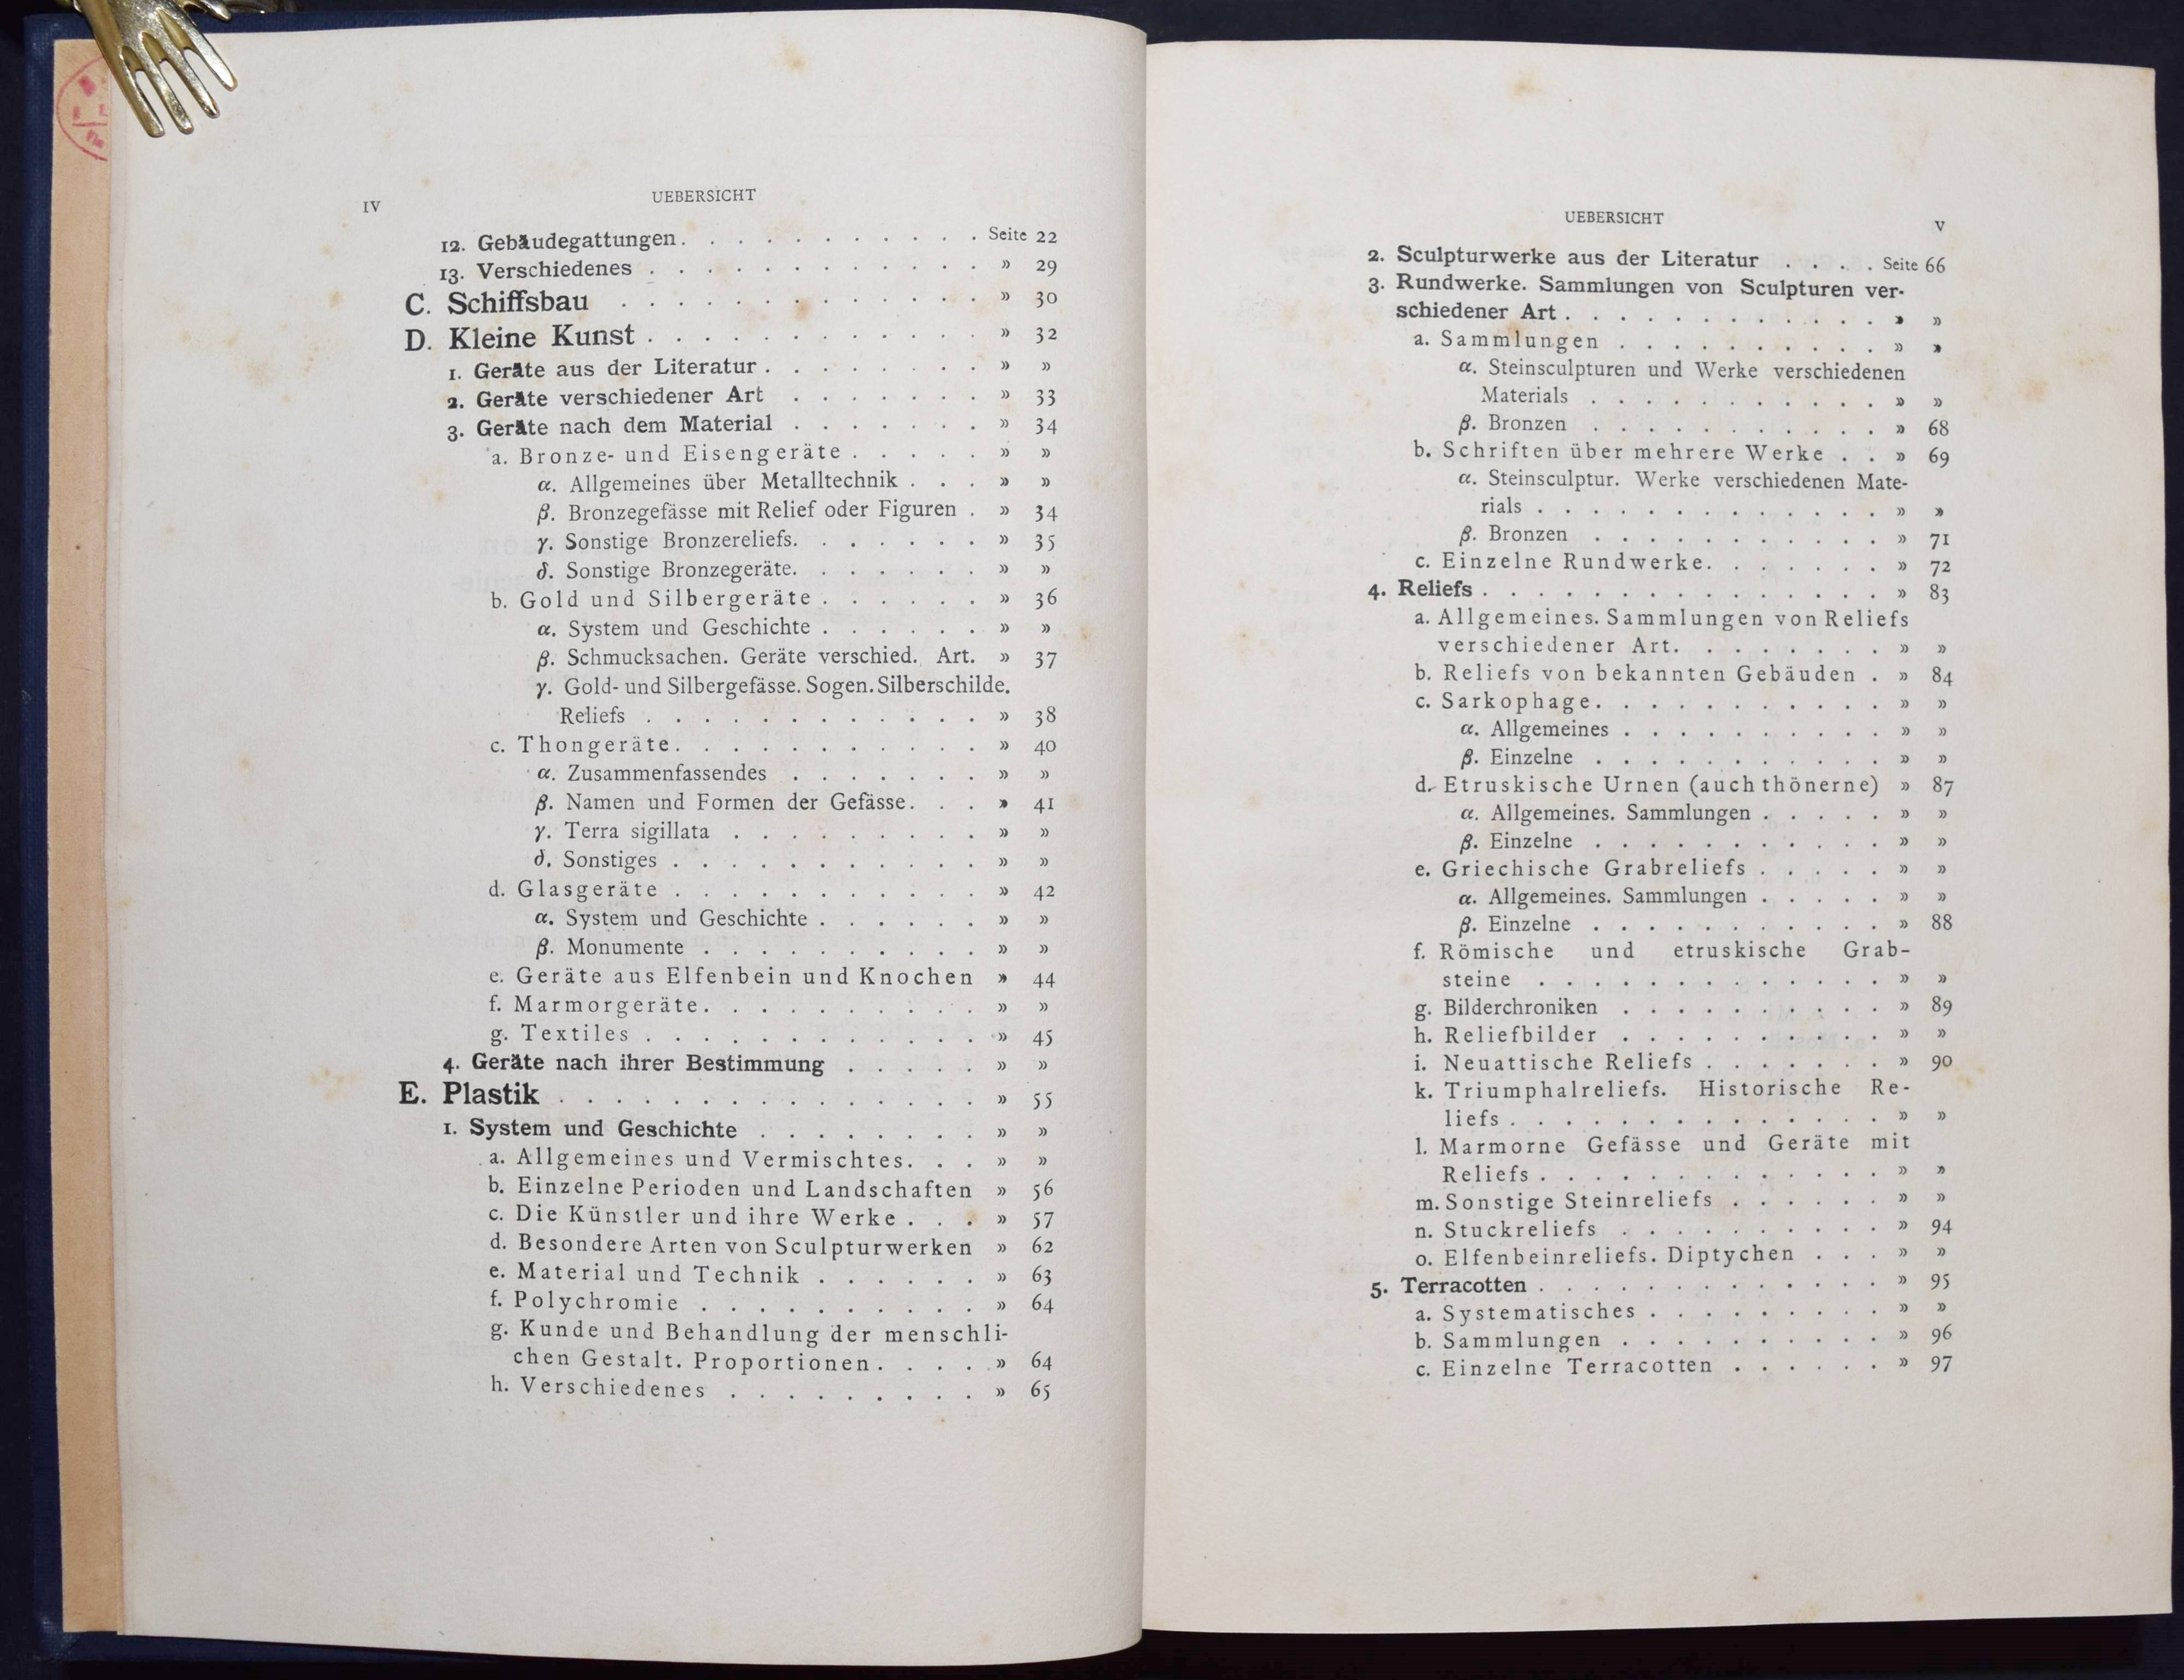 IV
UEBERSICHT
12. Gebäudegattungen. . . . . . . . . . . . Seite 22
13. Verschiedenes . . . . . . . . . . . . » 29
C. Schiffsbau . . . . . . . . . . . . . » 30
D. Kleine Kunst . . . . . . . . . . . . » 32
1. Geräte aus der Literatur . . . . . . . . » »
2. Geräte verschiedener Art . . . . . . . » 33
3. Geräte nach dem Material . . . . . . . » 34
a. Bronze- und Eisengeräte . . . . . » »
α. Allgemeines über Metalltechnik . . . » »
β. Bronzegefässe mit Relief oder Figuren . » 34
γ. Sonstige Bronzereliefs. . . . . . . » 35
δ. Sonstige Bronzegeräte. . . . . . . » »
b. Gold und Silbergeräte . . . . . . » 36
α. System und Geschichte . . . . . . » »
β. Schmucksachen. Geräte verschied. Art. » 37
γ. Gold- und Silbergefässe. Sogen. Silberschilde.
Reliefs . . . . . . . . . . . . » 38
c. Thongeräte. . . . . . . . . . . . » 40
α. Zusammenfassendes . . . . . . . » »
β. Namen und Formen der Gefässe. . . » 41
γ. Terra sigillata . . . . . . . . . » »
δ. Sonstiges . . . . . . . . . . . » »
d. Glasgeräte . . . . . . . . . . . » 42
α. System und Geschichte . . . . . . » »
β. Monumente . . . . . . . . . . » »
e. Geräte aus Elfenbein und Knochen » 44
f. Marmorgeräte. . . . . . . . . . . » »
g. Textiles . . . . . . . . . . . . » 45
4. Geräte nach ihrer Bestimmung . . . . . » »
E. Plastik . . . . . . . . . . . . . . . » 55
1. System und Geschichte . . . . . . . . » »
a. Allgemeines und Vermischtes. . . » »
b. Einzelne Perioden und Landschaften » 56
c. Die Künstler und ihre Werke . . . » 57
d. Besondere Arten von Sculpturwerken » 62
e. Material und Technik . . . . . . » 63
f. Polychromie . . . . . . . . . . » 64
g. Kunde und Behandlung der menschli-
chen Gestalt. Proportionen . . . . » 64
h. Verschiedenes . . . . . . . . . » 65
UEBERSICHT
V
2. Sculpturwerke aus der Literatur . . . . Seite 66
3. Rundwerke. Sammlungen von Sculpturen ver-
schiedener Art . . . . . . . . . . . . » »
a. Sammlungen . . . . . . . . . . » »
α. Steinsculpturen und Werke verschiedenen
Materials . . . . . . . . . . . » »
β. Bronzen . . . . . . . . . . . » 68
b. Schriften über mehrere Werke . . » 69
α. Steinsculptur. Werke verschiedenen Mate-
rials . . . . . . . . . . . . . » »
β. Bronzen . . . . . . . . . . . » 71
c. Einzelne Rundwerke. . . . . . . » 72
4. Reliefs . . . . . . . . . . . . . . . » 83
a. Allgemeines. Sammlungen von Reliefs
verschiedener Art. . . . . . . . » »
b. Reliefs von bekannten Gebäuden . » 84
c. Sarkophage. . . . . . . . . . . » »
α. Allgemeines . . . . . . . . . . » »
β. Einzelne . . . . . . . . . . . » »
d. Etruskische Urnen (auch thönerne) » 87
α. Allgemeines. Sammlungen . . . . . » »
β. Einzelne . . . . . . . . . . . » »
e. Griechische Grabreliefs . . . . . » »
α. Allgemeines. Sammlungen . . . . . » »
β. Einzelne . . . . . . . . . . . » 88
f. Römische und etruskische Grab-
steine . . . . . . . . . . . . . » »
g. Bilderchroniken . . . . . . . . . . » 89
h. Reliefbilder . . . . . . . . . . » »
i. Neuattische Reliefs . . . . . . . » 90
k. Triumphalreliefs. Historische Re-
liefs . . . . . . . . . . . . . . » »
l. Marmorne Gefässe und Geräte mit
Reliefs . . . . . . . . . . . . . » »
m. Sonstige Steinreliefs . . . . . . » »
n. Stuckreliefs . . . . . . . . . . » 94
o. Elfenbeinreliefs. Diptychen . . . » »
5. Terracotten . . . . . . . . . . . . . » 95
a. Systematisches . . . . . . . . . » »
b. Sammlungen . . . . . . . . . . » 96
c. Einzelne Terracotten . . . . . . » 97